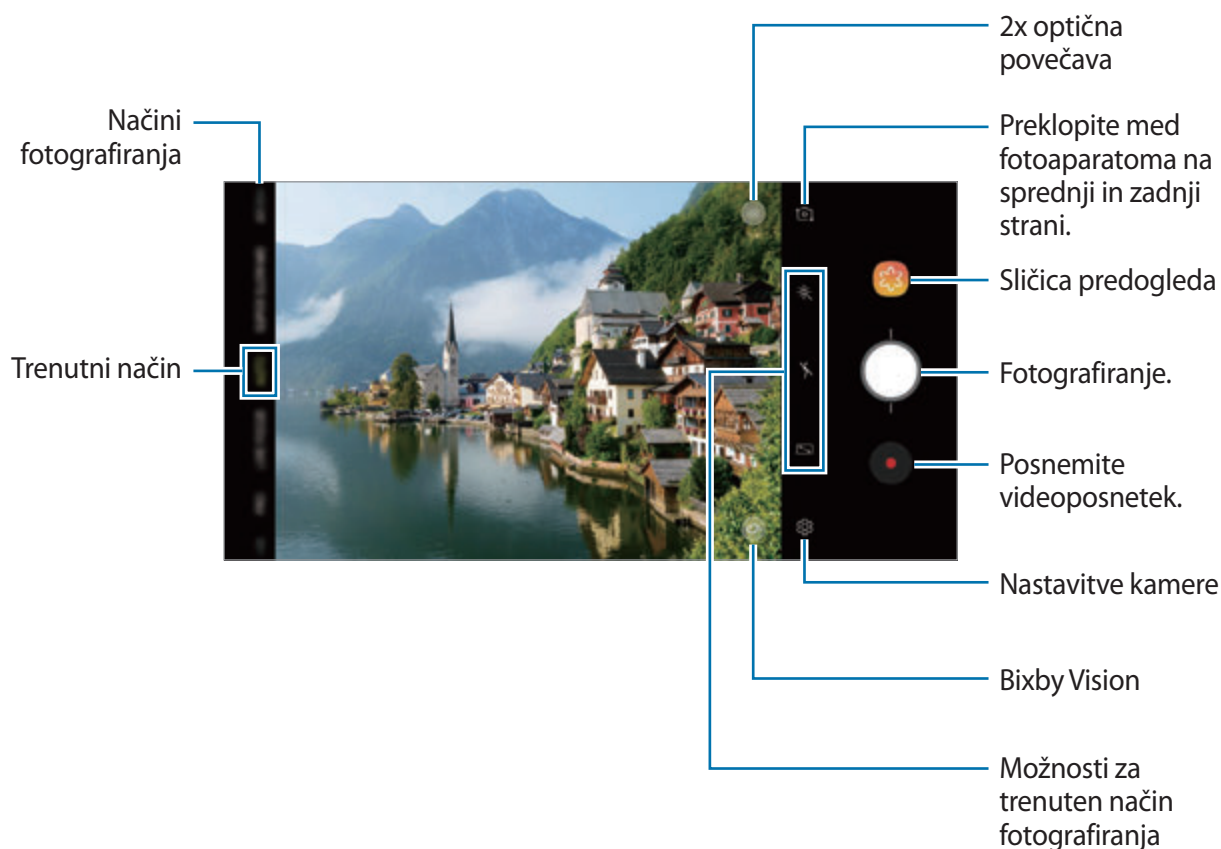 2x optična
povečava
Načini
fotografiranja
Preklopite med
fotoaparatoma na
sprednji in zadnji
strani.
Sličica predogleda
Trenutni način
Fotografiranje.
Posnemite
videoposnetek.
Nastavitve kamere
Bixby Vision
Možnosti za
trenuten način
fotografiranja